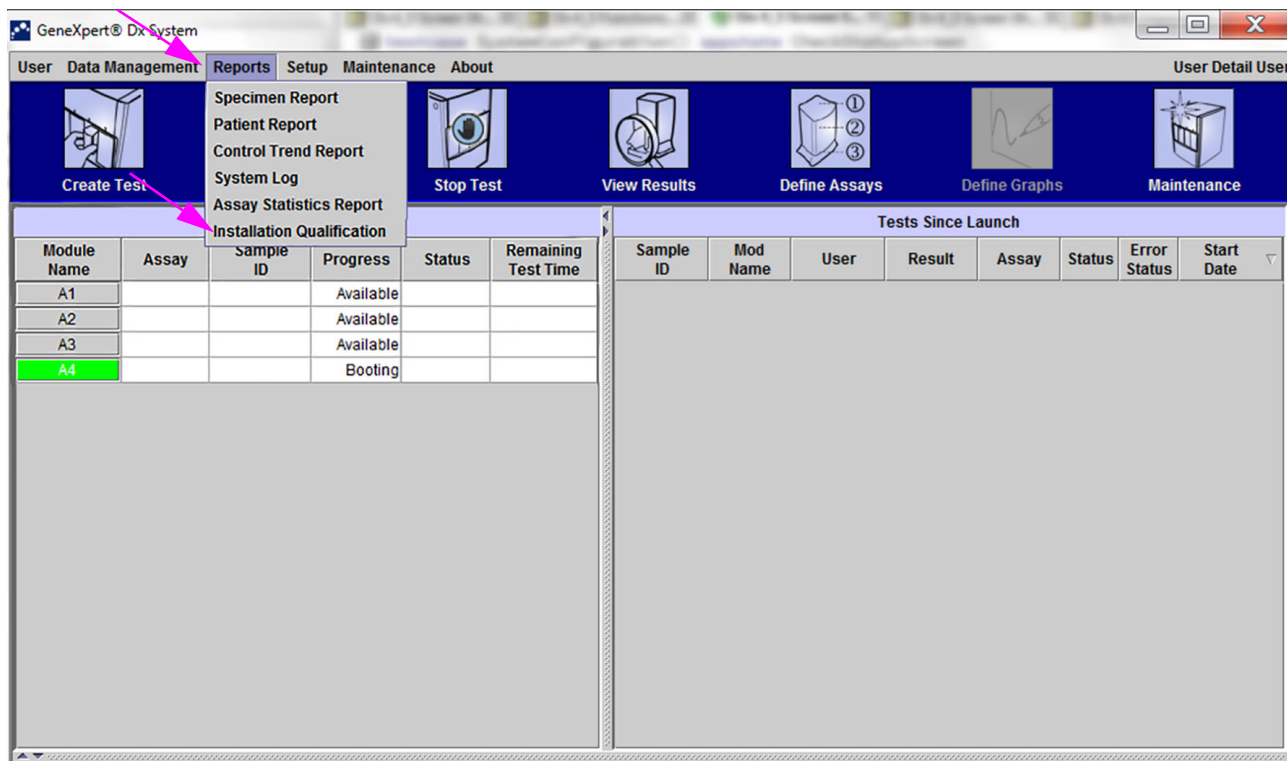 GeneXpert® Dx System
User Data Management Reports Setup Maintenance About User Detail User
Specimen Report
Patient Report
Control Trend Report
System Log
Assay Statistics Report
Installation Qualification
Create Test Stop Test View Results Define Assays Define Graphs Maintenance
① ② ③
Tests Since Launch
Module Name Assay Sample ID Progress Status Remaining Test Time
A1 Available
A2 Available
A3 Available
A4 Booting
Sample ID Mod Name User Result Assay Status Error Status Start Date